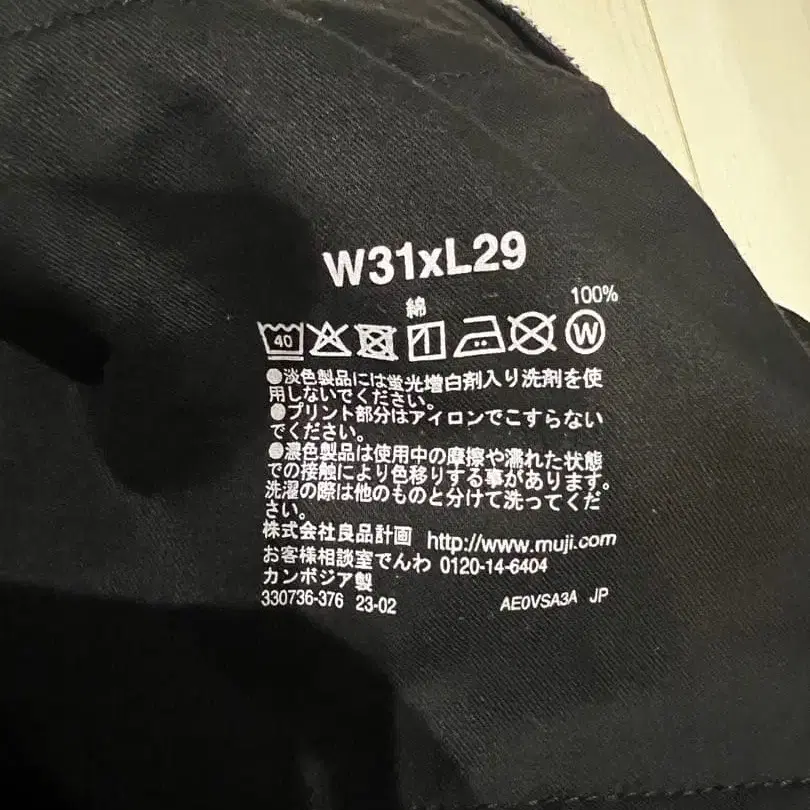 W31xL29
綿 100%
40 W
●淡色製品には蛍光増白剤入り洗剤を使
用しないでください。
●プリント部分はアイロンでこすらない
でください。
●濃色製品は使用中の摩擦や濡れた状態
での接触により色移りする事があります。
洗濯の際は他のものと分けて洗ってくだ
さい。
株式会社良品計画 http://www.muji.com
お客様相談室でんわ 0120-14-6404
カンボジア製
330736-376 23-02 AE0VSA3A JP